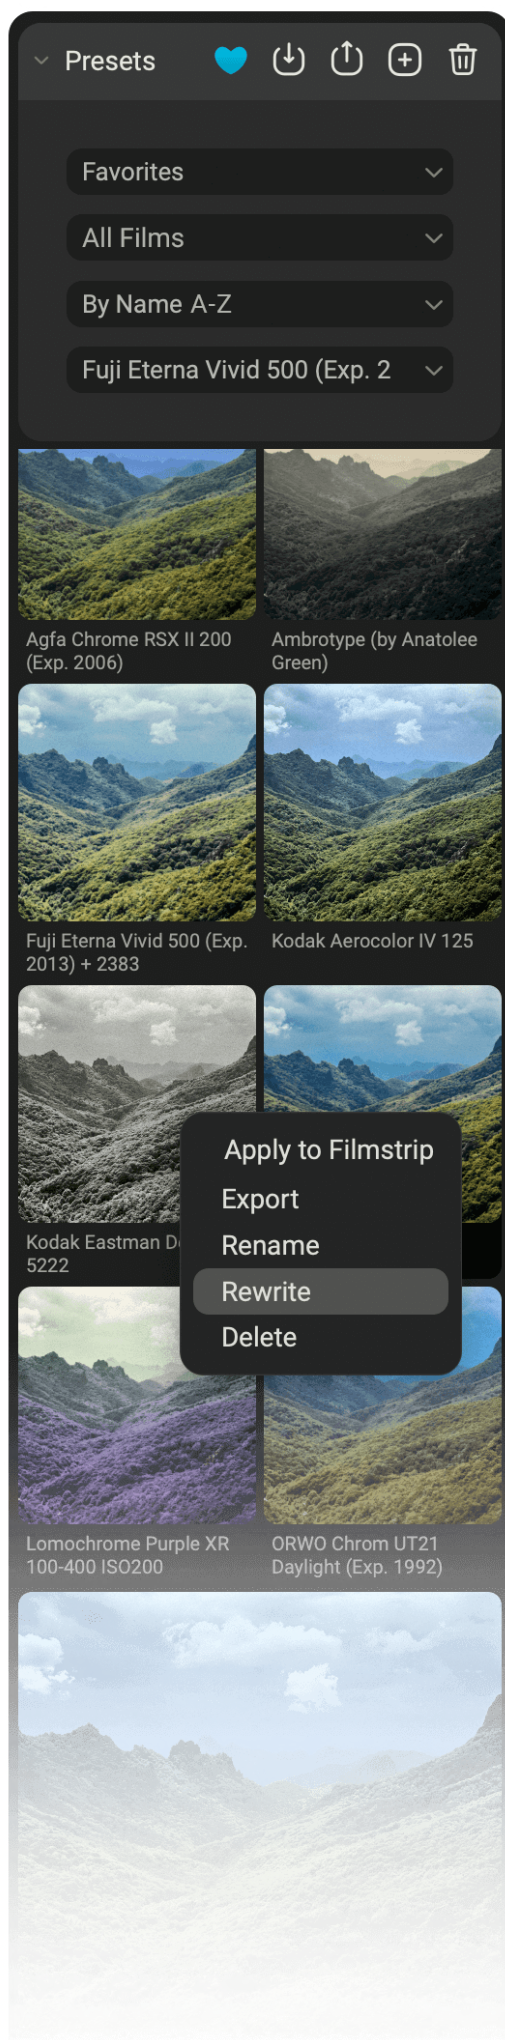 Presets
Favorites
All Films
By Name A-Z
Fuji Eterna Vivid 500 (Exp. 2
Agfa Chrome RSX II 200
(Exp. 2006)
Ambrotype (by Anatolee
Green)
Fuji Eterna Vivid 500 (Exp.
2013) + 2383
Kodak Aerocolor IV 125
Kodak Eastman D
5222
Apply to Filmstrip
Export
Rename
Rewrite
Delete
Lomochrome Purple XR
100-400 ISO200
ORWO Chrom UT21
Daylight (Exp. 1992)